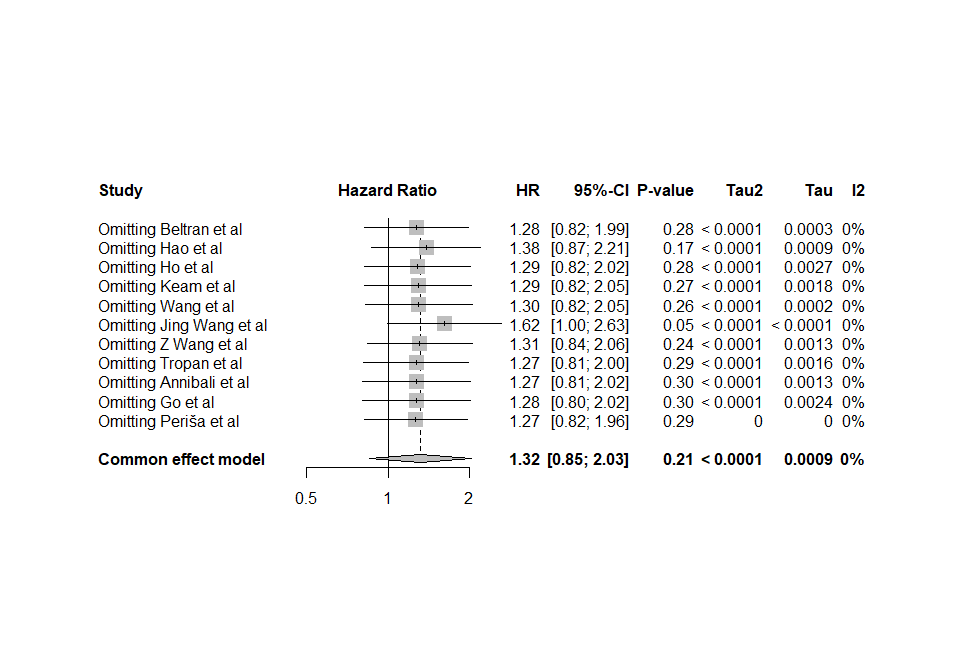 Study Hazard Ratio HR 95%-CI P-value Tau2 Tau I2
Omitting Beltran et al 1.28 [0.82; 1.99] 0.28 < 0.0001 0.0003 0%
Omitting Hao et al 1.38 [0.87; 2.21] 0.17 < 0.0001 0.0009 0%
Omitting Ho et al 1.29 [0.82; 2.02] 0.28 < 0.0001 0.0027 0%
Omitting Keam et al 1.29 [0.82; 2.05] 0.27 < 0.0001 0.0018 0%
Omitting Wang et al 1.30 [0.82; 2.05] 0.26 < 0.0001 0.0002 0%
Omitting Jing Wang et al 1.62 [1.00; 2.63] 0.05 < 0.0001 < 0.0001 0%
Omitting Z Wang et al 1.31 [0.84; 2.06] 0.24 < 0.0001 0.0013 0%
Omitting Tropan et al 1.27 [0.81; 2.00] 0.29 < 0.0001 0.0016 0%
Omitting Annibali et al 1.27 [0.81; 2.02] 0.30 < 0.0001 0.0013 0%
Omitting Go et al 1.28 [0.80; 2.02] 0.30 < 0.0001 0.0024 0%
Omitting Periša et al 1.27 [0.82; 1.96] 0.29 0 0 0%
Common effect model 1.32 [0.85; 2.03] 0.21 < 0.0001 0.0009 0%
0.5 1 2